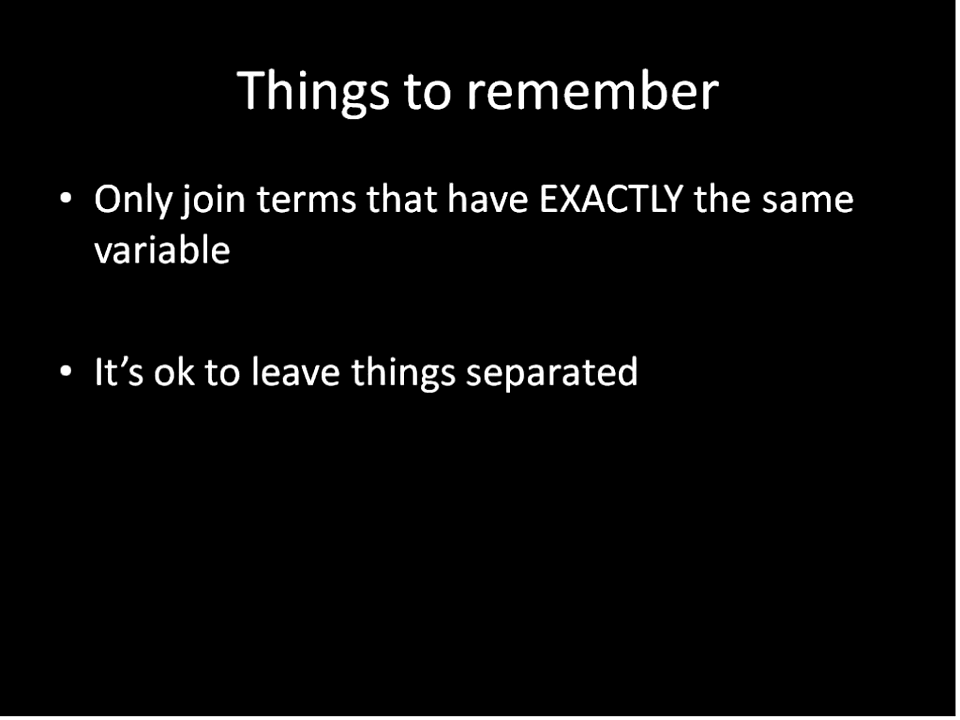 Things to remember
• Only join terms that have EXACTLY the same
variable
• It’s ok to leave things separated